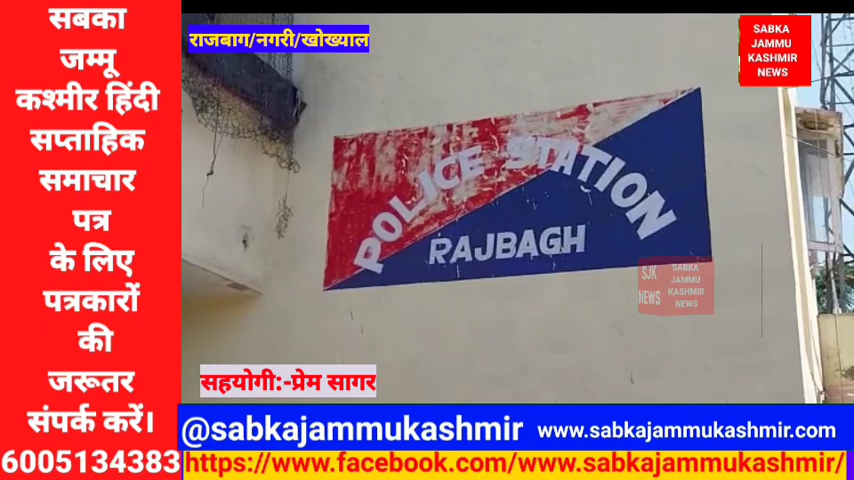 सबका
जम्मू
कश्मीर हिंदी
सप्ताहिक
समाचार
पत्र
के लिए
पत्रकारों
की
जरूतर
संपर्क करें।
6005134383
राजबाग/नगरी/खोख्याल
SABKA
JAMMU
KASHMIR
NEWS
POLICE STATION
RAJBAGH
SJK
NEWS
SABKA
JAMMU
KASHMIR
NEWS
सहयोगी:-प्रेम सागर
@sabkajammukashmir www.sabkajammukashmir.com
https://www.facebook.com/www.sabkajammukashmir/